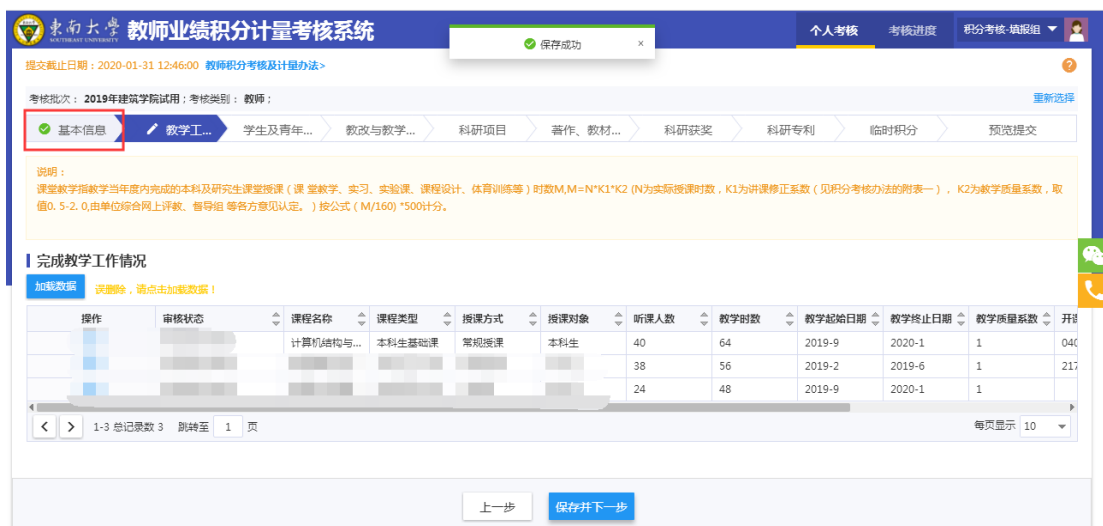 东南大学 教师业绩积分计量考核系统
SOUTHEAST UNIVERSITY
保存成功 ×
个人考核 考核进度 积分考核-填报组
提交截止日期：2020-01-31 12:46:00 教师积分考核及计量办法>
考核批次： 2019年建筑学院试用；考核类别： 教师； 重新选择
基本信息 教学工... 学生及青年... 教改与教学... 科研项目 著作、教材... 科研获奖 科研专利 临时积分 预览提交
说明：
课堂教学指教学当年度内完成的本科及研究生课堂授课（课 堂教学、实习、实验课、课程设计、体育训练等）时数M,M=N*K1*K2 (N为实际授课时数，K1为讲课修正系数（见积分考核办法的附表一）， K2为教学质量系数，取
值0. 5-2. 0,由单位综合网上评教、督导组 等各方意见认定。）按公式（M/160) *500计分。
完成教学工作情况
加载数据 误删除，请点击加载数据！
操作 审核状态 课程名称 课程类型 授课方式 授课对象 听课人数 教学时数 教学起始日期 教学终止日期 教学质量系数 开
计算机结构与... 本科生基础课 常规授课 本科生 40 64 2019-9 2020-1 1 040
38 56 2019-2 2019-6 1 217
24 48 2019-9 2020-1 1
1-3 总记录数 3 跳转至 1 页 每页显示 10
上一步 保存并下一步